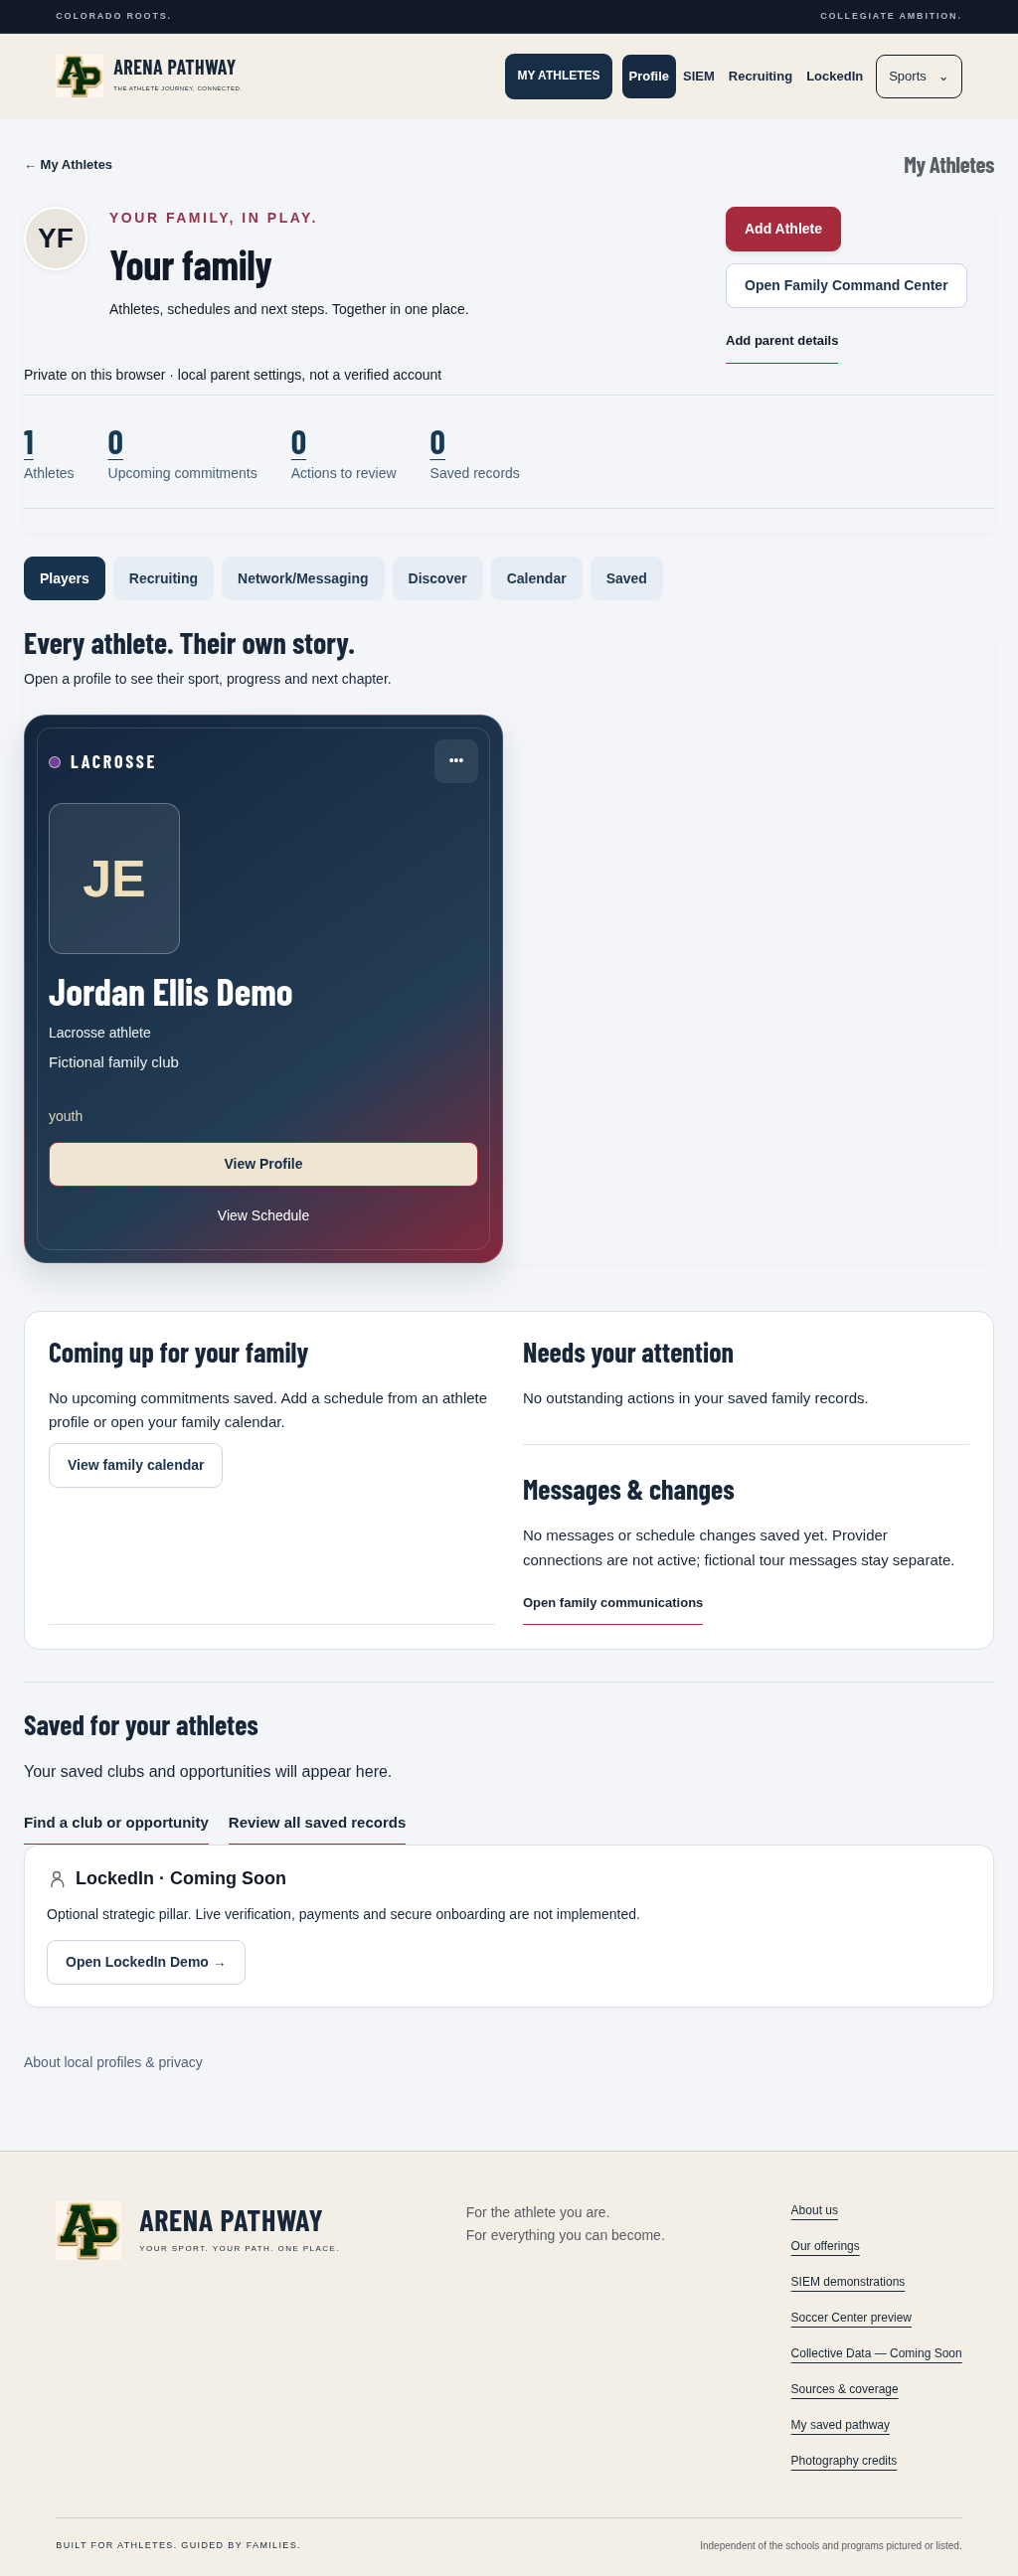 COLORADO ROOTS.
COLLEGIATE AMBITION.
AP
ARENA PATHWAY
THE ATHLETE JOURNEY, CONNECTED.
MY ATHLETES
Profile
SIEM
Recruiting
LockedIn
Sports
← My Athletes
My Athletes
YF
YOUR FAMILY, IN PLAY.
Your family
Athletes, schedules and next steps. Together in one place.
Add Athlete
Open Family Command Center
Add parent details
Private on this browser · local parent settings, not a verified account
1
Athletes
0
Upcoming commitments
0
Actions to review
0
Saved records
Players
Recruiting
Network/Messaging
Discover
Calendar
Saved
Every athlete. Their own story.
Open a profile to see their sport, progress and next chapter.
LACROSSE
•••
JE
Jordan Ellis Demo
Lacrosse athlete
Fictional family club
youth
View Profile
View Schedule
Coming up for your family
No upcoming commitments saved. Add a schedule from an athlete
profile or open your family calendar.
View family calendar
Needs your attention
No outstanding actions in your saved family records.
Messages & changes
No messages or schedule changes saved yet. Provider
connections are not active; fictional tour messages stay separate.
Open family communications
Saved for your athletes
Your saved clubs and opportunities will appear here.
Find a club or opportunity
Review all saved records
LockedIn · Coming Soon
Optional strategic pillar. Live verification, payments and secure onboarding are not implemented.
Open LockedIn Demo →
About local profiles & privacy
AP
ARENA PATHWAY
YOUR SPORT. YOUR PATH. ONE PLACE.
For the athlete you are.
For everything you can become.
About us
Our offerings
SIEM demonstrations
Soccer Center preview
Collective Data — Coming Soon
Sources & coverage
My saved pathway
Photography credits
BUILT FOR ATHLETES. GUIDED BY FAMILIES.
Independent of the schools and programs pictured or listed.